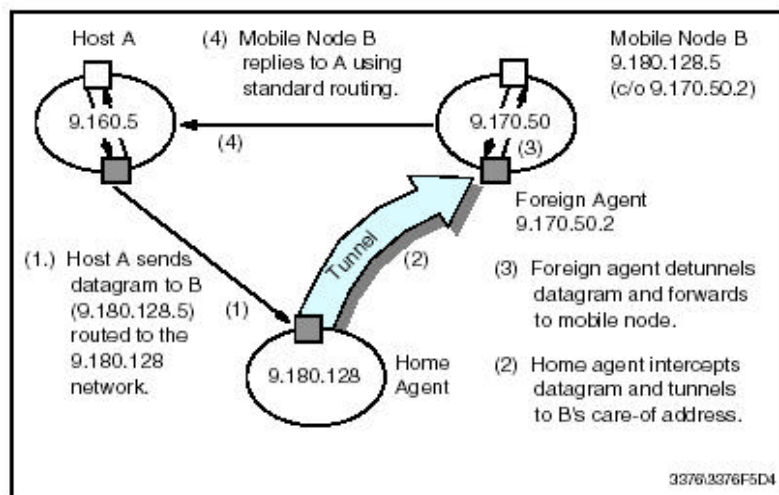 Host A
(4) Mobile Node B
replies to A using
standard routing.
Mobile Node B
9.180.128.5
(c/o 9.170.50.2)
9.160.5
9.170.50
(4)
(3)
Foreign Agent
9.170.50.2
Tunnel
(2)
(1.) Host A sends
datagram to B
(9.180.128.5)
routed to the
9.180.128
network.
(1)
(3) Foreign agent detunnels
datagram and forwards
to mobile node.
9.180.128
Home
Agent
(2) Home agent intercepts
datagram and tunnels
to B's care-of address.
3376\3376F5D4